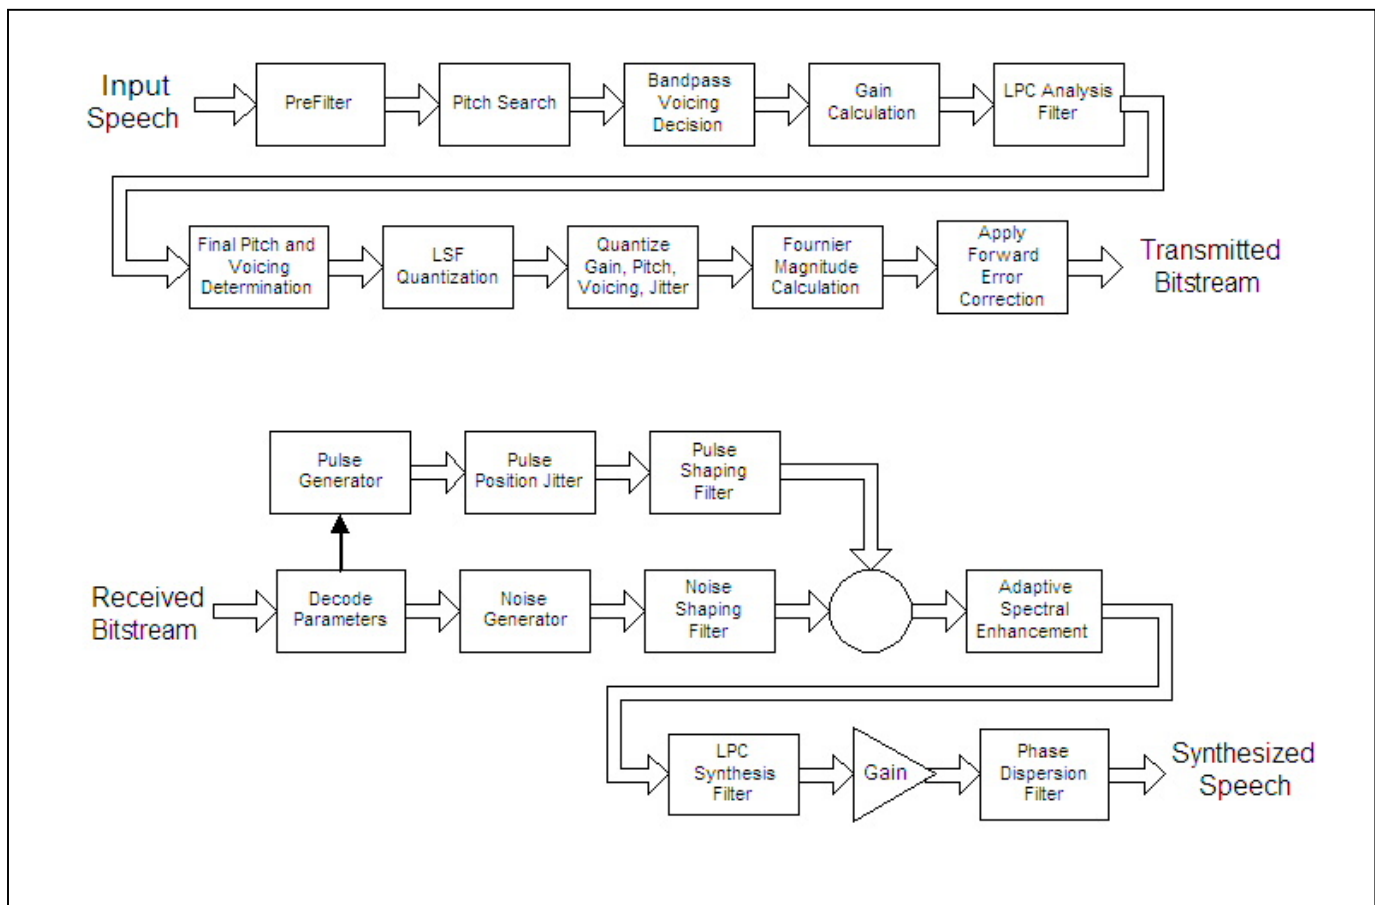 Input
Speech
PreFilter
Pitch Search
Bandpass
Voicing
Decision
Gain
Calculation
LPC Analysis
Filter
Final Pitch and
Voicing
Determination
LSF
Quantization
Quantize
Gain, Pitch,
Voicing, Jitter
Fournier
Magnitude
Calculation
Apply
Forward
Error
Correction
Transmitted
Bitstream
Pulse
Generator
Pulse
Position Jitter
Pulse
Shaping
Filter
Received
Bitstream
Decode
Parameters
Noise
Generator
Noise
Shaping
Filter
Adaptive
Spectral
Enhancement
LPC
Synthesis
Filter
Gain
Phase
Dispersion
Filter
Synthesized
Speech